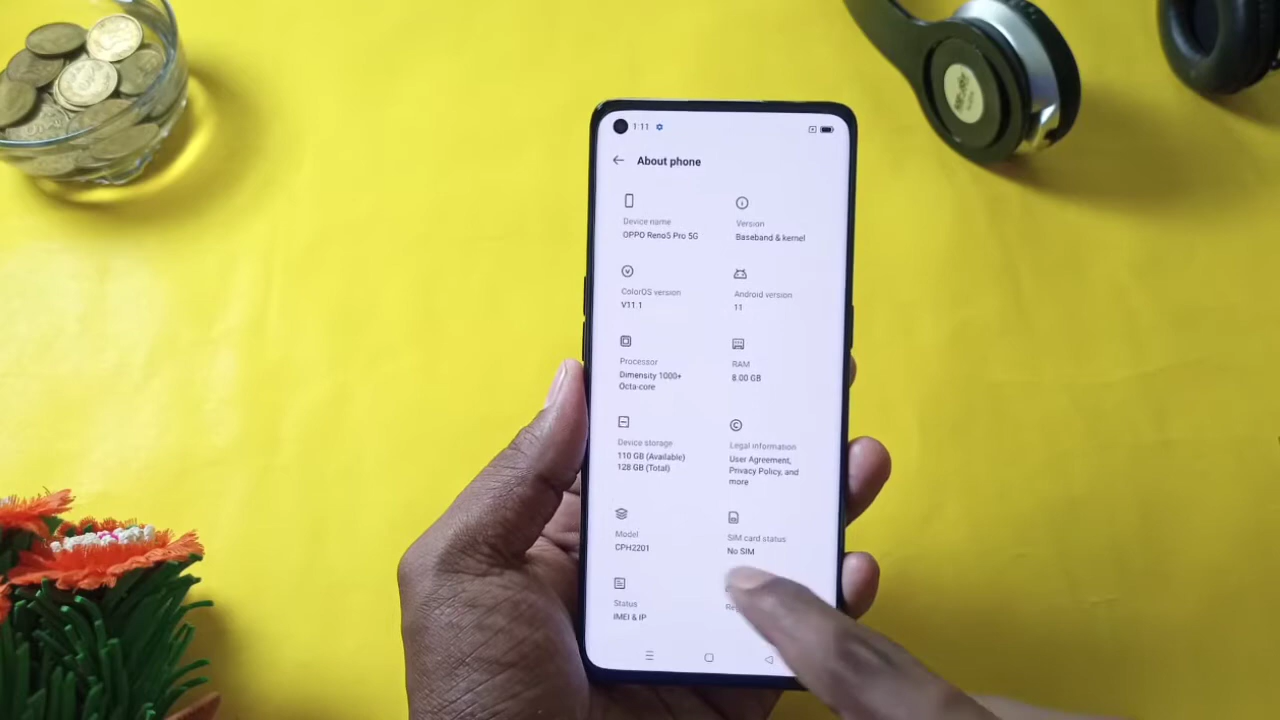 1:11
About phone
Device name
OPPO Reno5 Pro 5G
Version
Baseband & kernel
ColorOS version
V11.1
Android version
11
Processor
Dimensity 1000+
Octa-core
RAM
8.00 GB
Device storage
110 GB (Available)
128 GB (Total)
Legal information
User Agreement,
Privacy Policy, and
more
Model
CPH2201
SIM card status
No SIM
Status
IMEI & IP